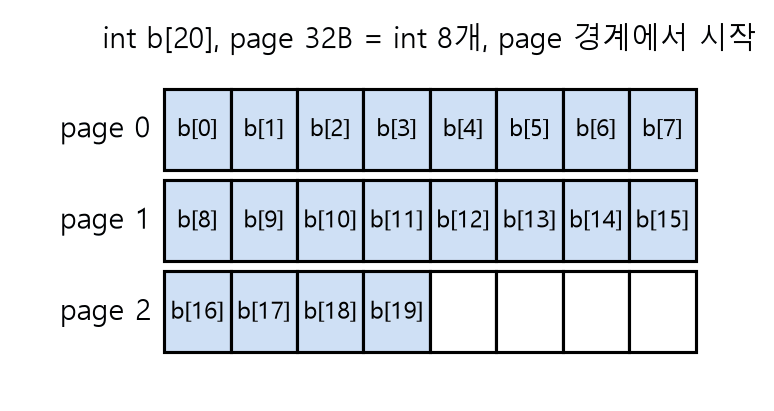 int b[20], page 32B = int 8개, page 경계에서 시작
page 0 b[0] b[1] b[2] b[3] b[4] b[5] b[6] b[7]
page 1 b[8] b[9] b[10] b[11] b[12] b[13] b[14] b[15]
page 2 b[16] b[17] b[18] b[19]